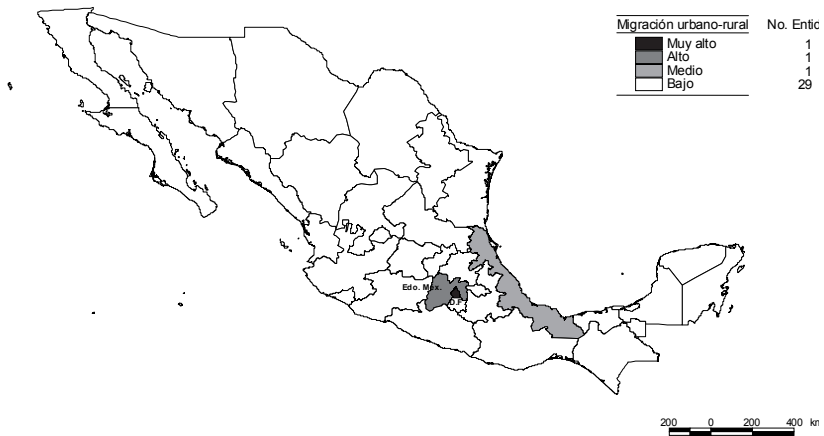 Migración urbano-rural No. Entid
Muy alto 1
Alto 1
Medio 1
Bajo 29
Edo. Mex.
D.F.
200 0 200 400 km